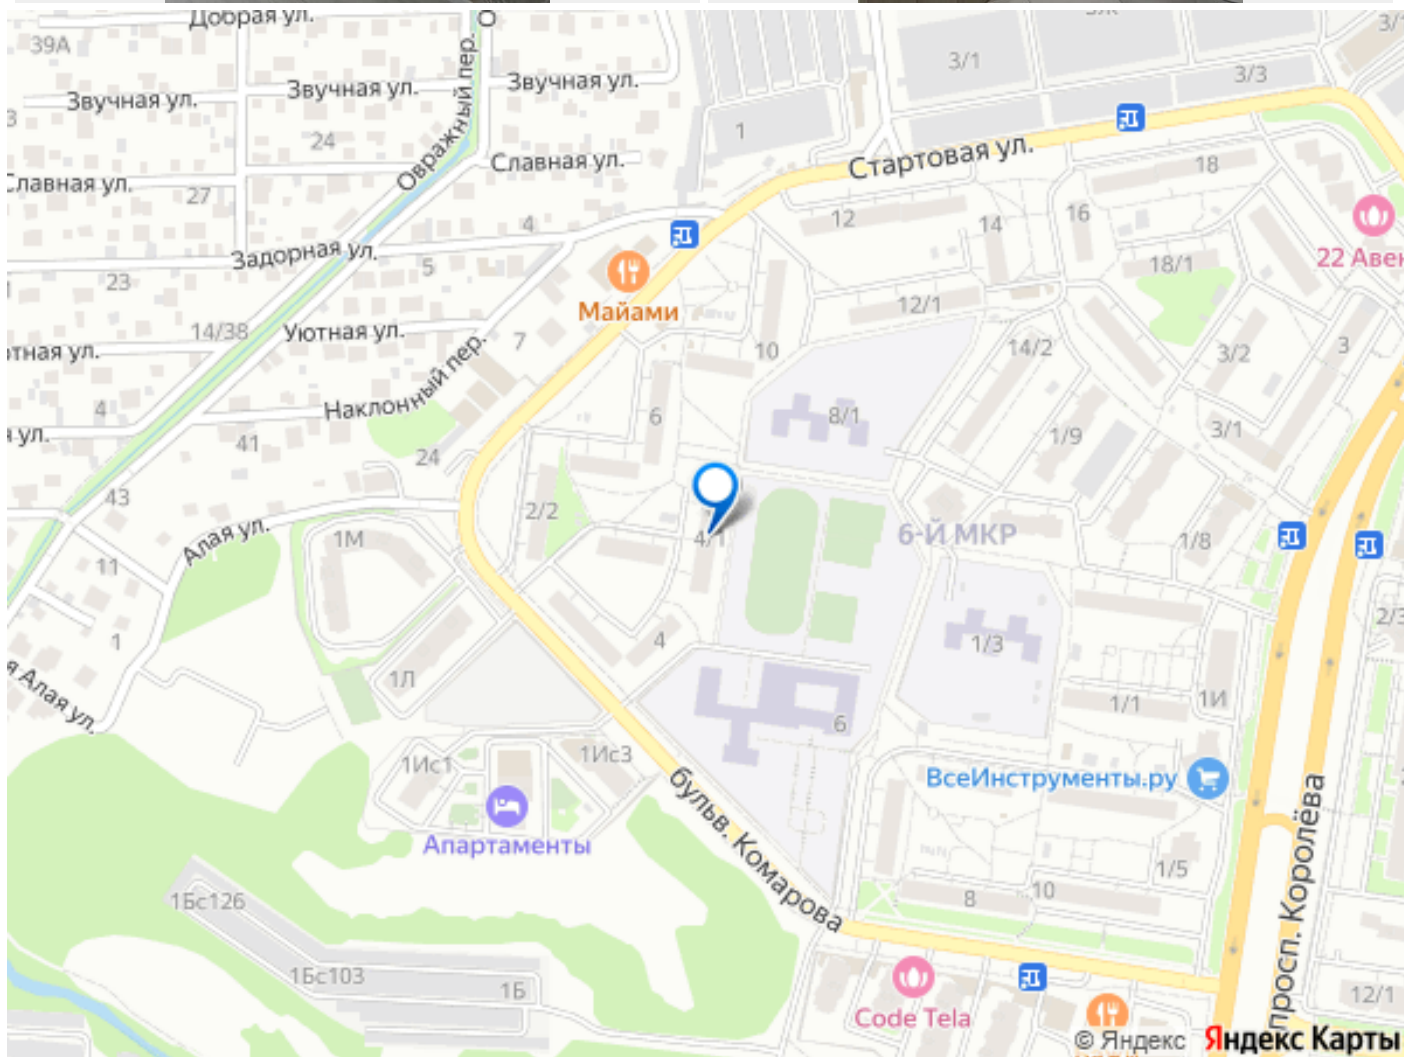 Добрая ул.
39А
3/1
3/3
Звучная ул.
Звучная ул.
Звучная ул.
Овражный пер.
1
24
Славная ул.
Славная ул.
27
Стартовая ул.
18
12
14
16
4
Задорная ул.
5
23
22 Авен
18/1
Майами
12/1
14/38
Уютная ул.
7
10
14/2
3/2
3
Наклонный пер.
4
6
8/1
1/9
3/1
41
24
43
2/2
Алая ул.
1М
4/1
6-Й МКР
1/8
11
1
4
1/3
2/3
я Алая ул.
1Л
1/1
1И
6
1Ис1
1Ис3
ВсеИнструменты.ру
бульв. Комарова
просп. Королёва
Апартаменты
1/5
8
10
1Бс126
1Бс103
1Б
Code Tela
12/1
© Яндекс
Яндекс Карты